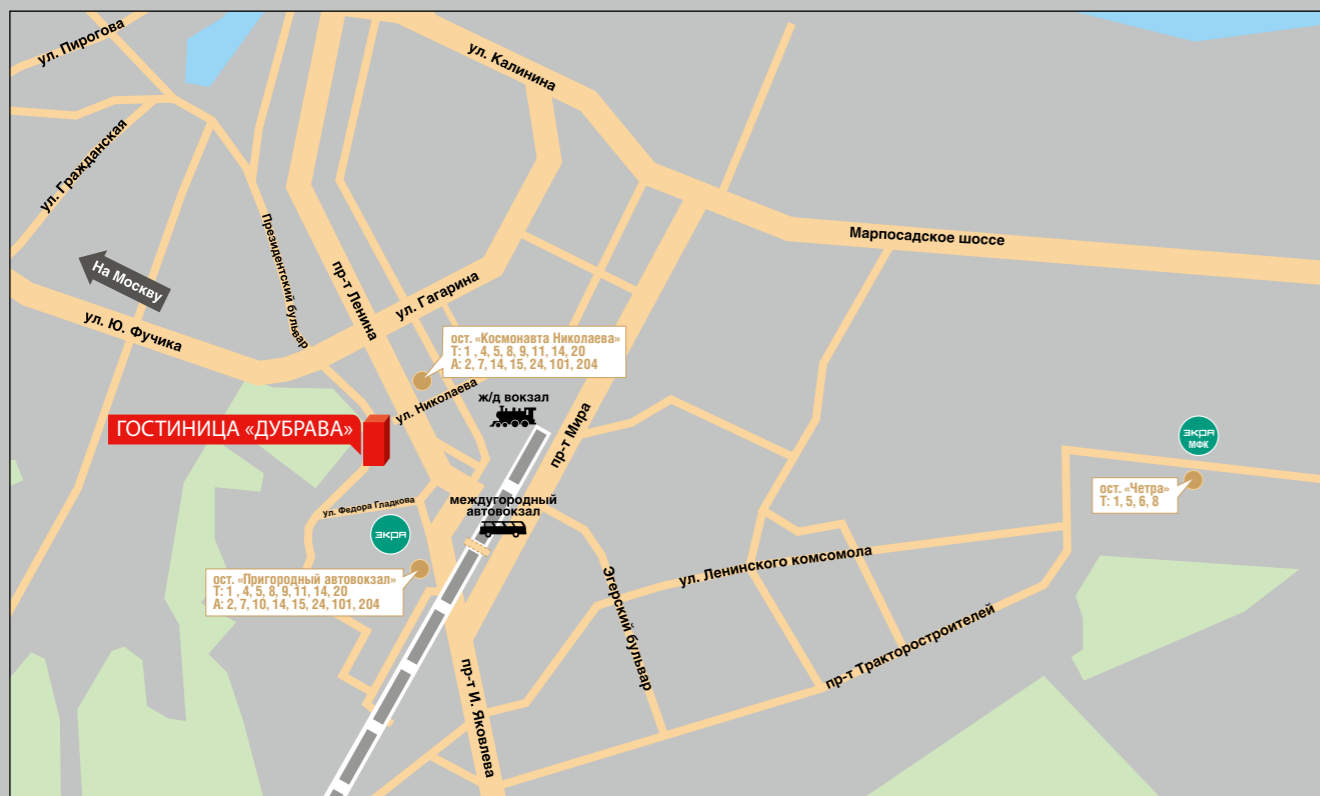 ул. Пирогова
ул. Калинина
ул. Гражданская
Президентский бульвар
Марпосадское шоссе
На Москву
пр-т Ленина
ул. Гагарина
ул. Ю. Фучика
ост. «Космонавта Николаева»
Т: 1 , 4, 5, 8, 9, 11, 14, 20
А: 2, 7, 14, 15, 24, 101, 204
ул. Николаева
ж/д вокзал
пр-т Мира
ГОСТИНИЦА «ДУБРАВА»
экра
МФК
ост. «Четра»
Т: 1, 5, 6, 8
междугородный
автовокзал
ул. Федора Гладкова
экра
ост. «Пригородный автовокзал»
Т: 1 , 4, 5, 8, 9, 11, 14, 20
А: 2, 7, 10, 14, 15, 24, 101, 204
ул. Ленинского комсомола
Эгерский бульвар
пр-т Тракторостроителей
пр-т И. Яковлева